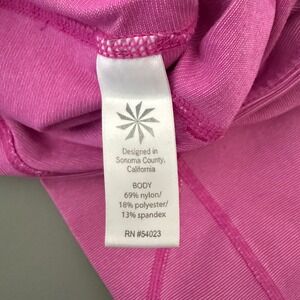 Designed in
Sonoma County,
California
BODY
69% nylon/
18% polyester/
13% spandex
RN #54023